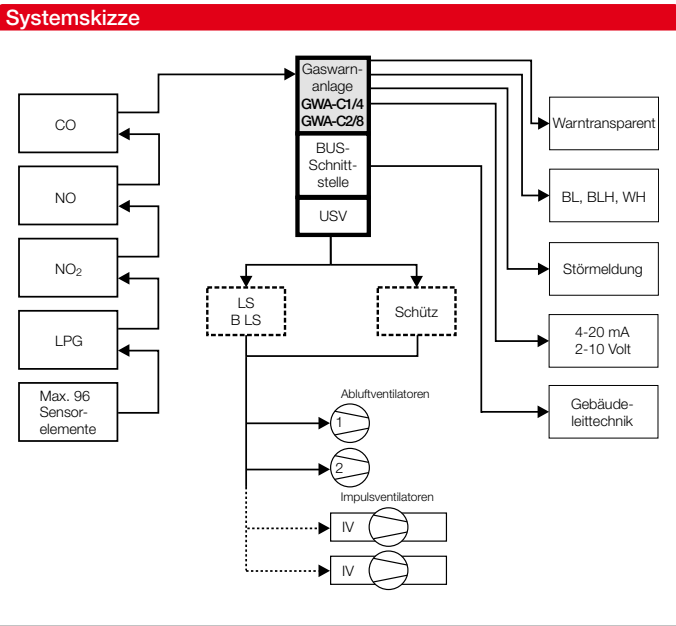 Systemskizze
Gaswarn-
anlage
GWA-C1/4
GWA-C2/8
BUS-
Schnitt-
stelle
USV
CO
NO
NO₂
LPG
Max. 96
Sensor-
elemente
Warntransparent
BL, BLH, WH
Störmeldung
4-20 mA
2-10 Volt
Gebäude-
leittechnik
LS
B LS
Schütz
Abluftventilatoren
1
2
Impulsventilatoren
IV
IV